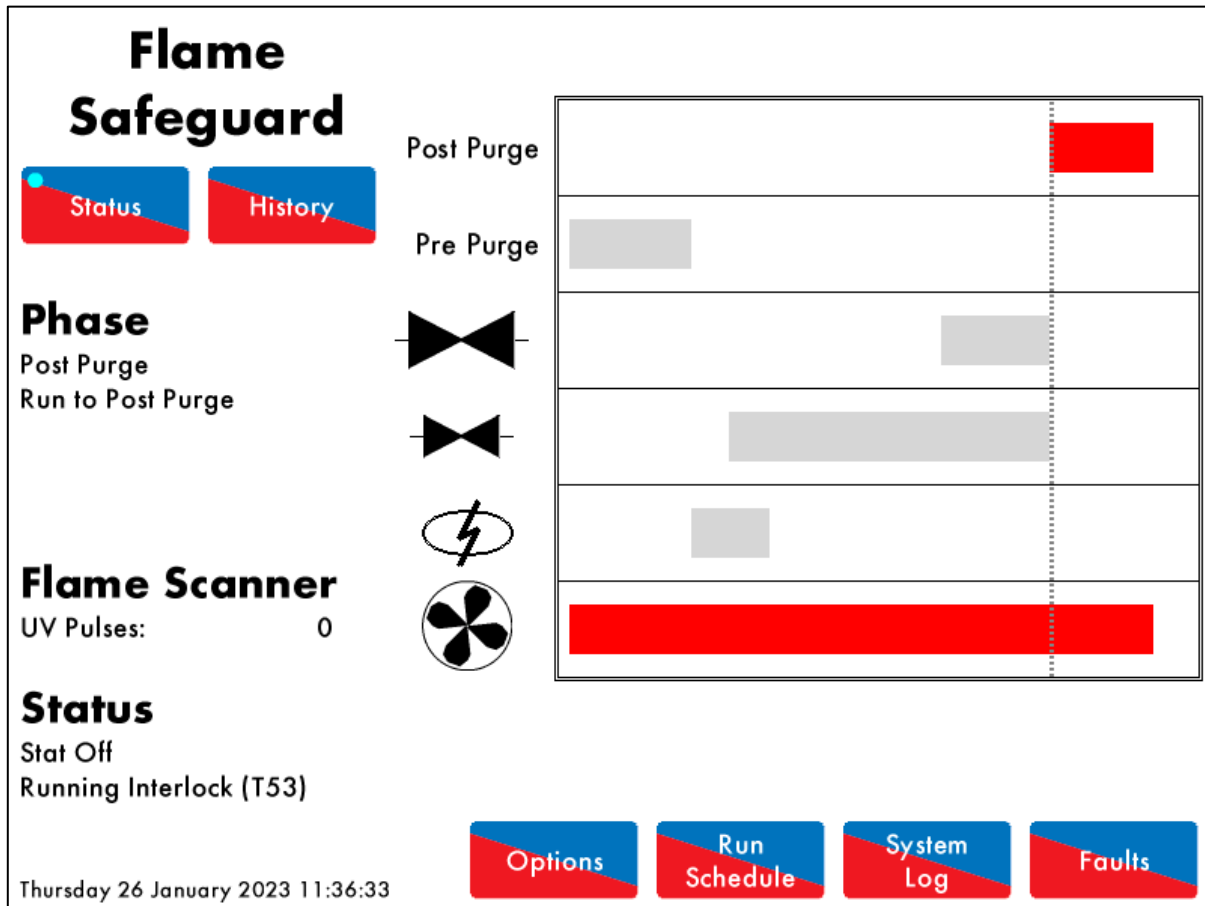 Flame
Safeguard
Status
History
Post Purge
Pre Purge
Phase
Post Purge
Run to Post Purge
Flame Scanner
UV Pulses: 0
Status
Stat Off
Running Interlock (T53)
Options
Run
Schedule
System
Log
Faults
Thursday 26 January 2023 11:36:33